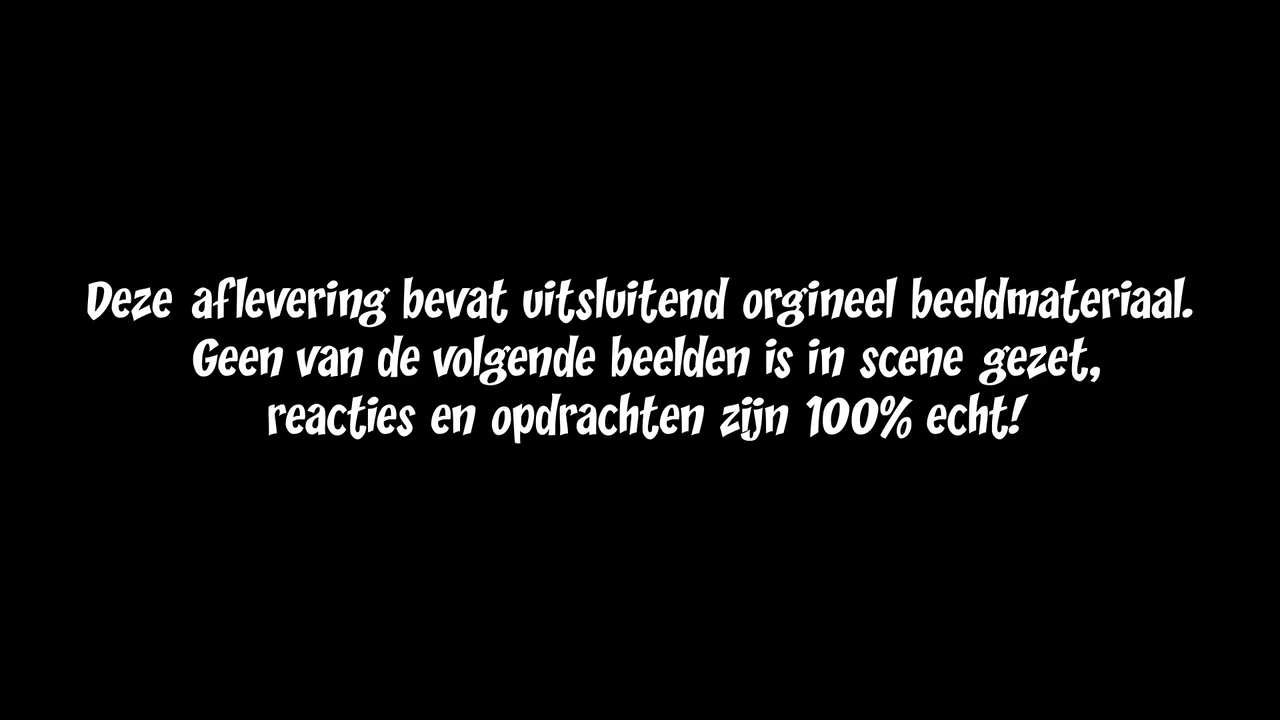 Deze aflevering bevat uitsluitend orgineel beeldmateriaal.
Geen van de volgende beelden is in scene gezet,
reacties en opdrachten zijn 100% echt!